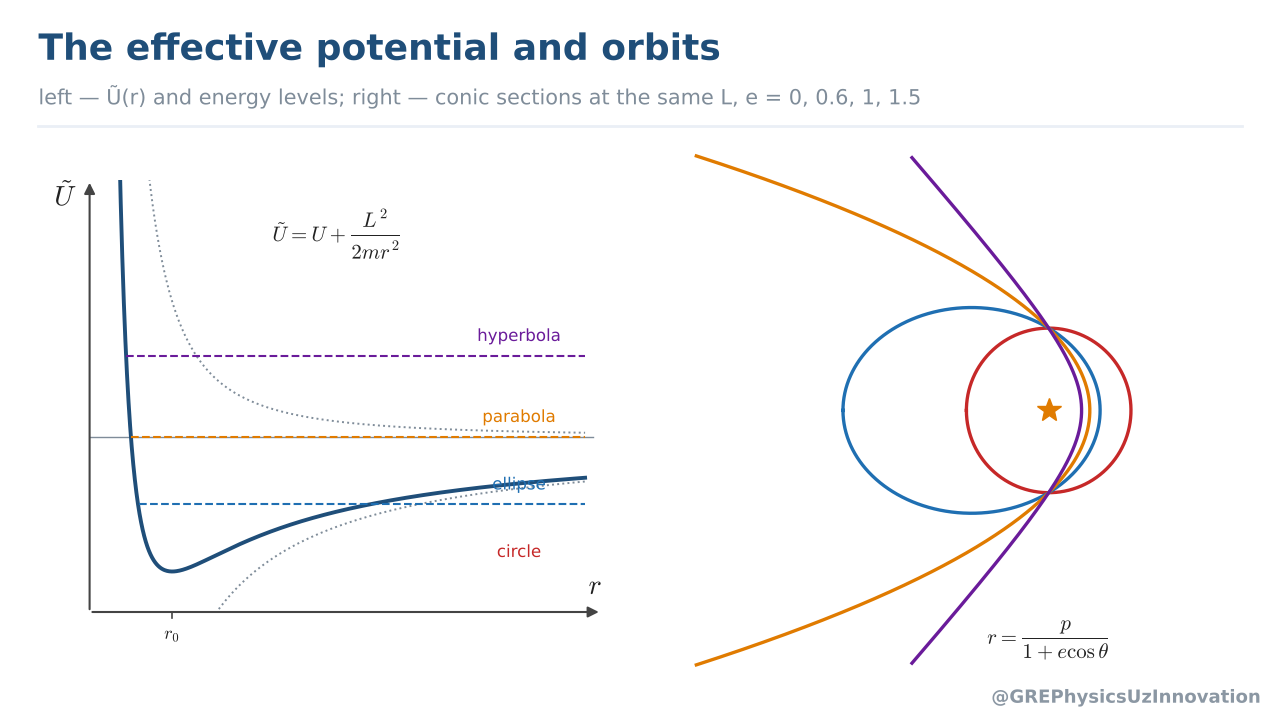 The effective potential and orbits
left — Ũ(r) and energy levels; right — conic sections at the same L, e = 0, 0.6, 1, 1.5
Ũ
Ũ = U + L² / 2mr²
hyperbola
parabola
ellipse
circle
r
r₀
r = p / 1 + e cos θ
@GREPhysicsUzInnovation